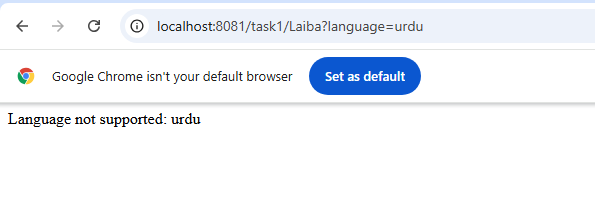 localhost:8081/task1/Laiba?language=urdu
Google Chrome isn't your default browser Set as default
Language not supported: urdu